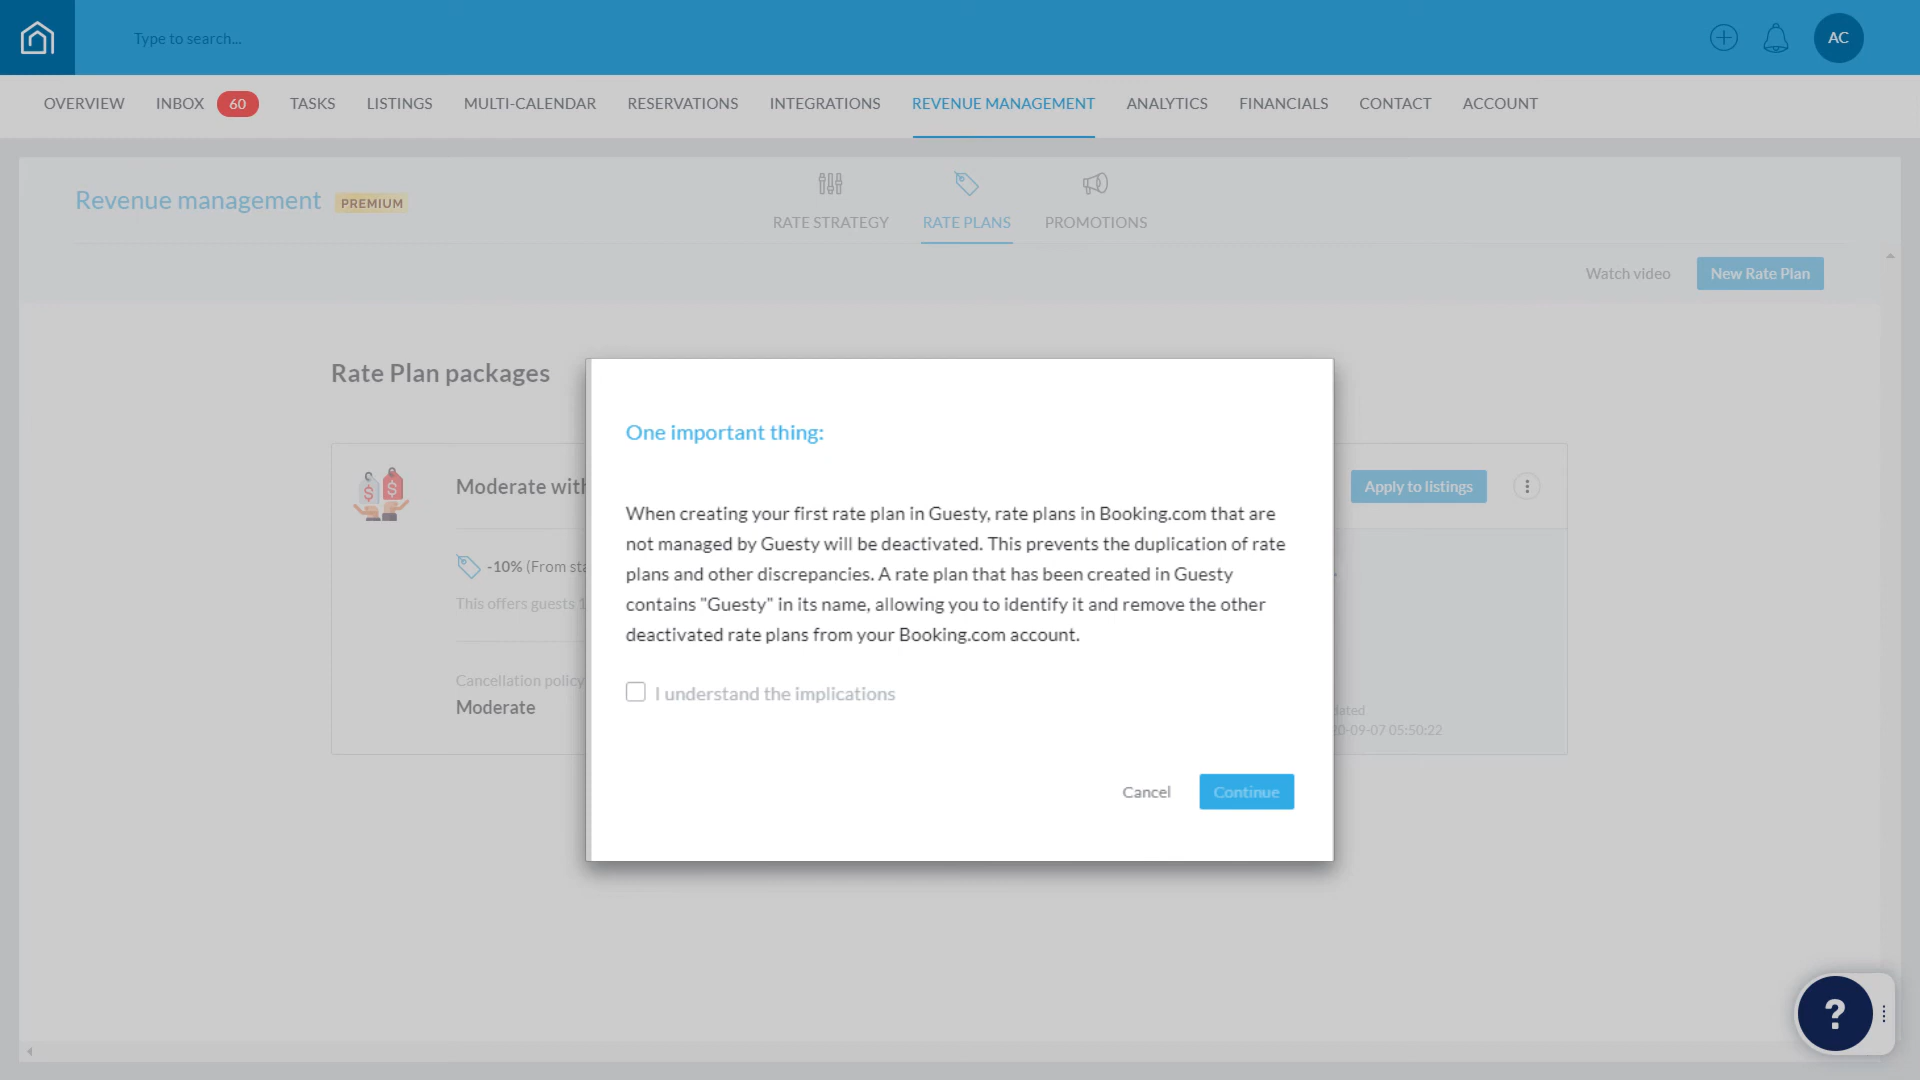 Type to search...
AC
OVERVIEW INBOX 60 TASKS LISTINGS MULTI-CALENDAR RESERVATIONS INTEGRATIONS REVENUE MANAGEMENT ANALYTICS FINANCIALS CONTACT ACCOUNT
Revenue management PREMIUM
RATE STRATEGY RATE PLANS PROMOTIONS
Watch video New Rate Plan
Rate Plan packages
One important thing:
Moderate with
Apply to listings
When creating your first rate plan in Guesty, rate plans in Booking.com that are
not managed by Guesty will be deactivated. This prevents the duplication of rate
plans and other discrepancies. A rate plan that has been created in Guesty
contains "Guesty" in its name, allowing you to identify it and remove the other
deactivated rate plans from your Booking.com account.
-10% (From
This offers guests
Cancellation policy
Moderate
I understand the implications
05:50:22
Cancel Continue
?